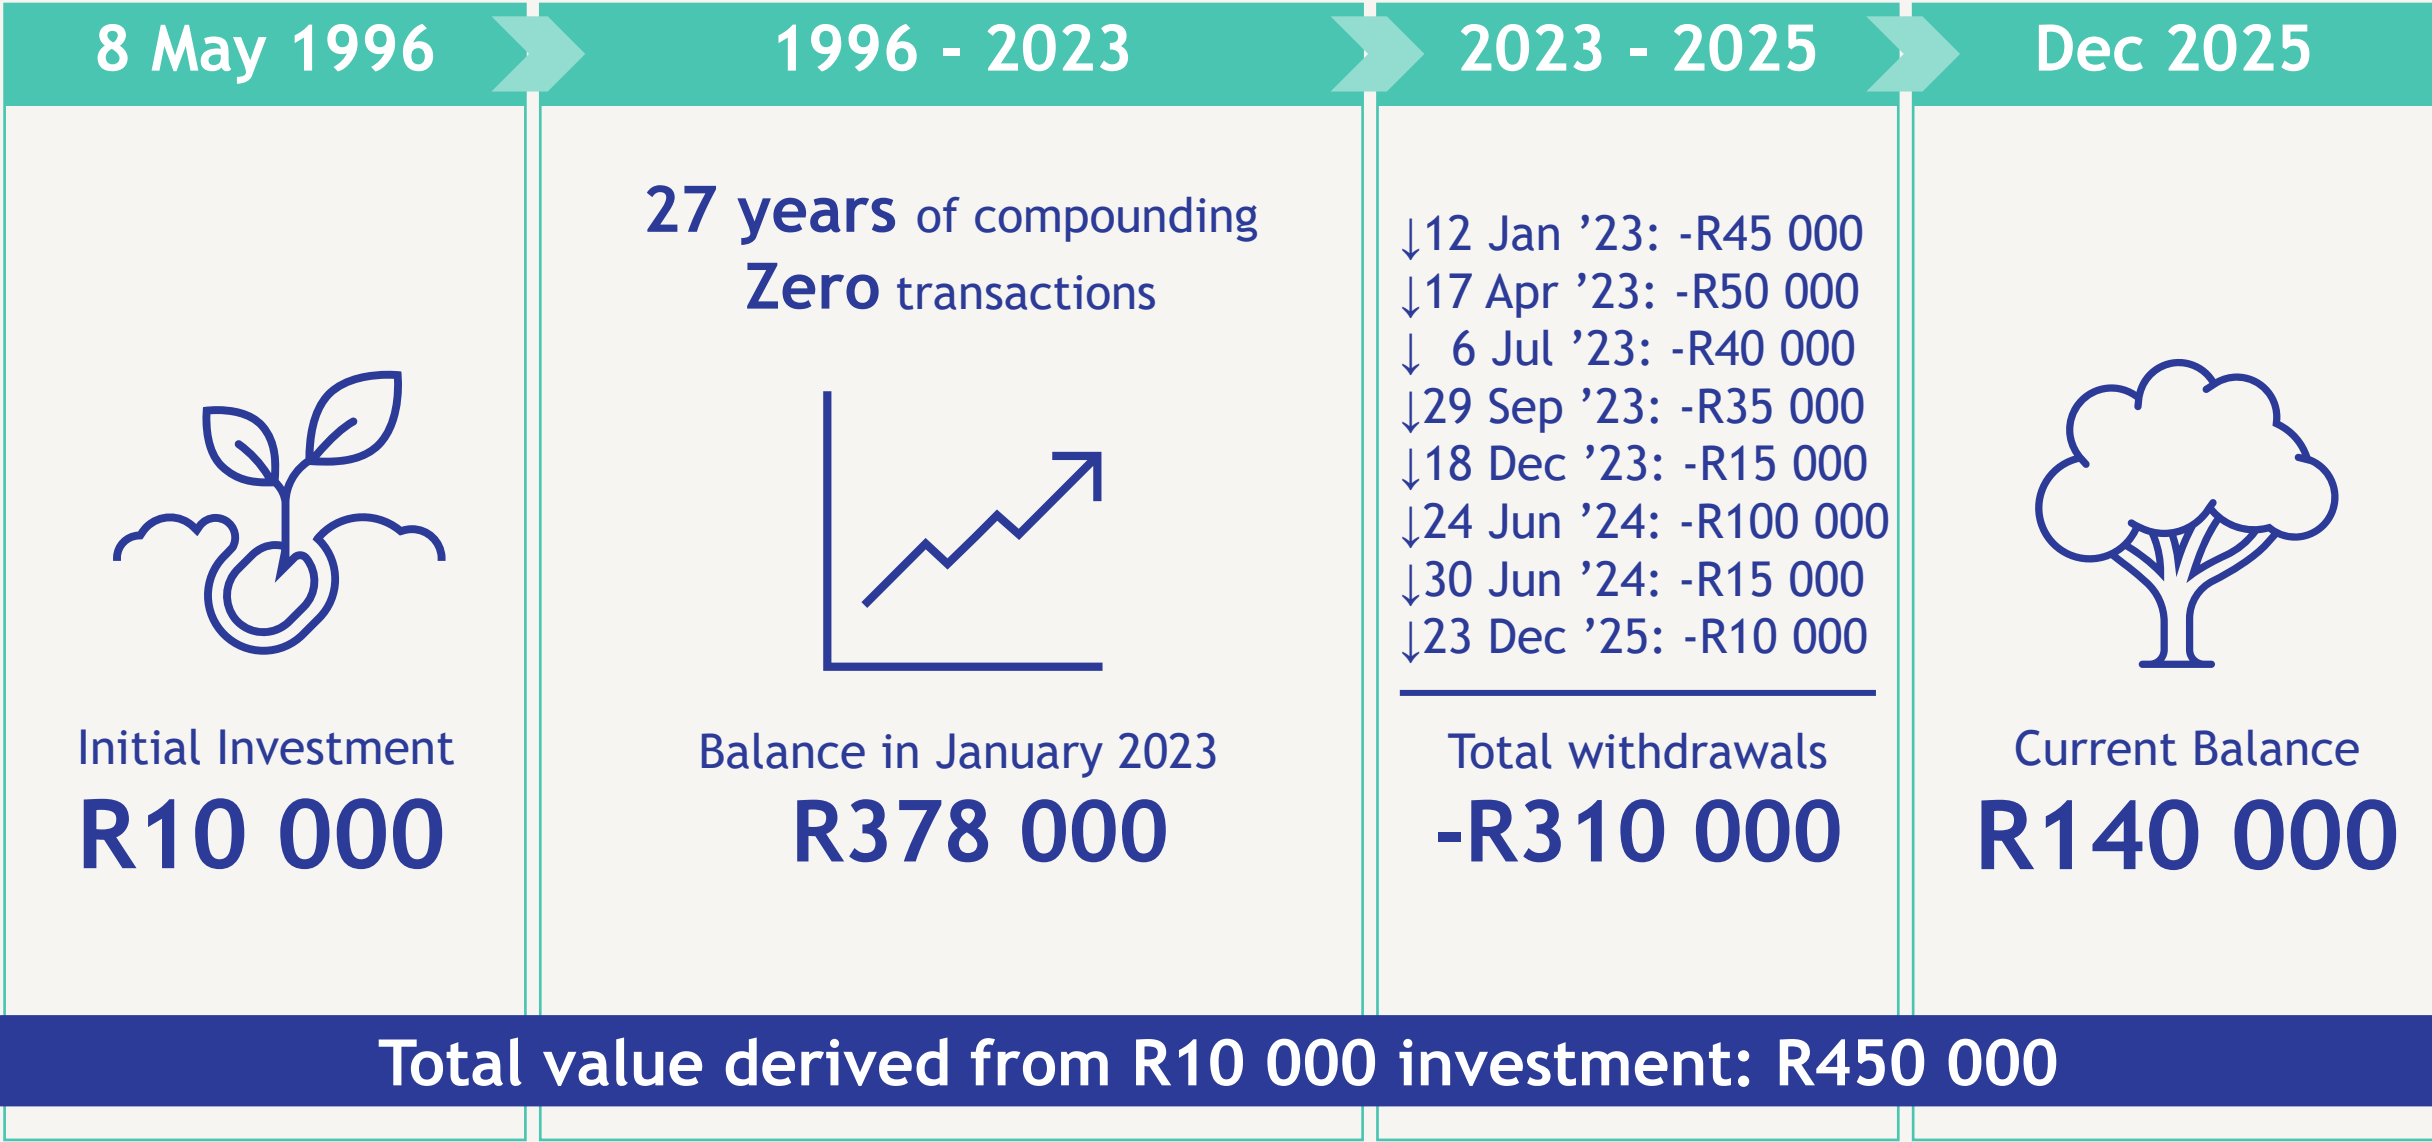 8 May 1996
1996 - 2023
2023 - 2025
Dec 2025
Initial Investment
R10 000
27 years of compounding
Zero transactions
Balance in January 2023
R378 000
↓12 Jan ’23: -R45 000
↓17 Apr ’23: -R50 000
↓ 6 Jul ’23: -R40 000
↓29 Sep ’23: -R35 000
↓18 Dec ’23: -R15 000
↓24 Jun ’24: -R100 000
↓30 Jun ’24: -R15 000
↓23 Dec ’25: -R10 000
Total withdrawals
-R310 000
Current Balance
R140 000
Total value derived from R10 000 investment: R450 000